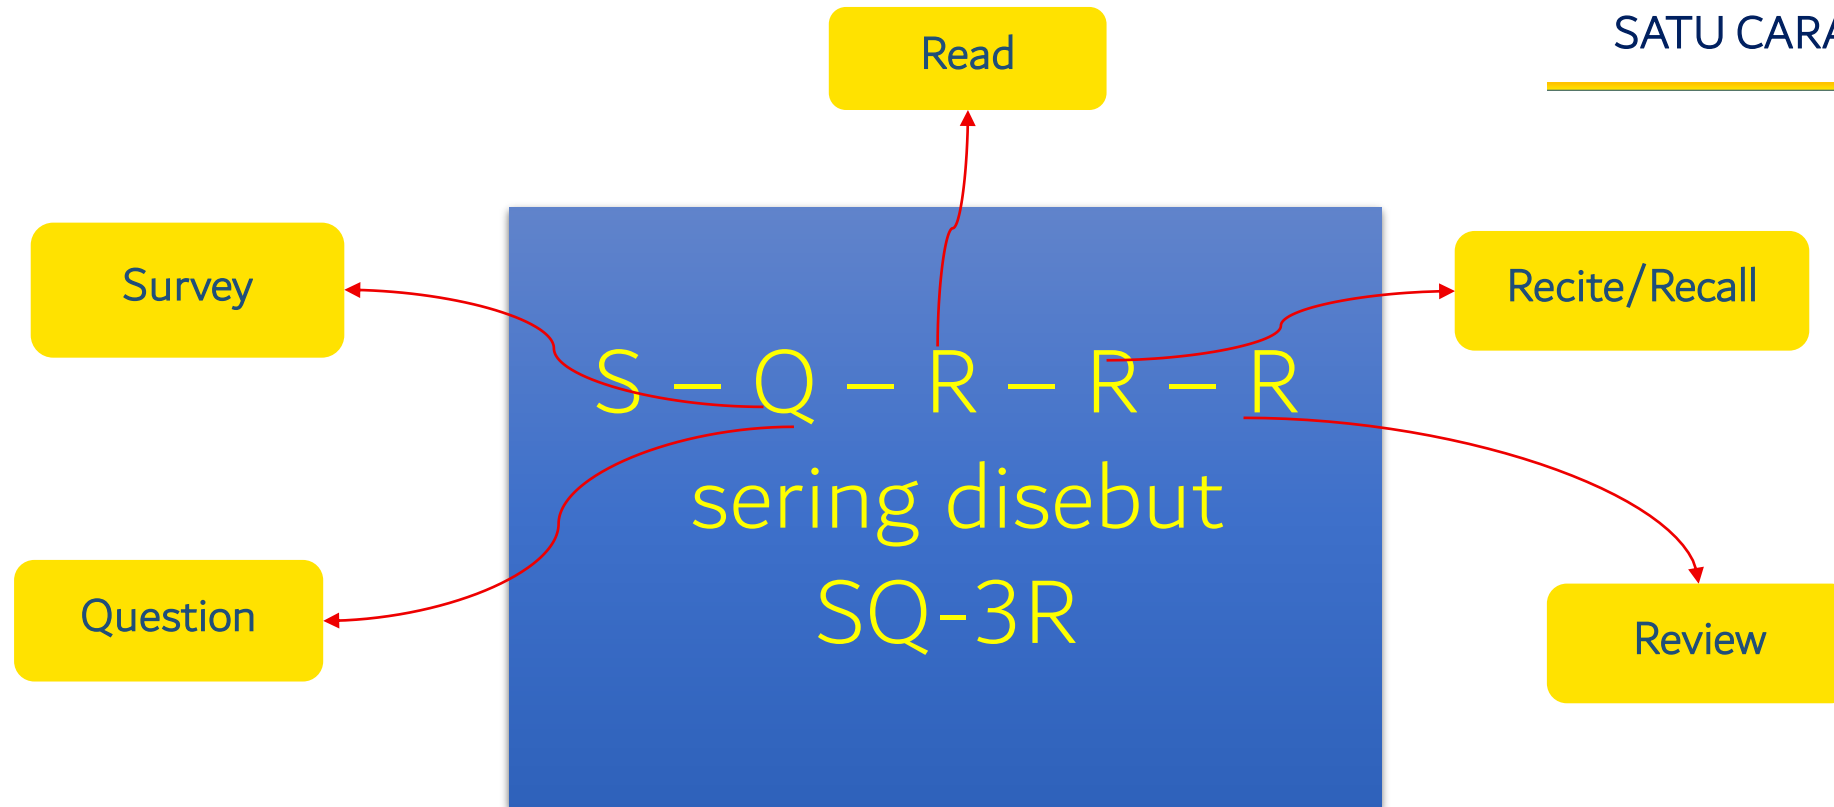 SATU CARA
Read
Survey
Recite/Recall
S – Q – R – R – R
sering disebut
SQ-3R
Question
Review